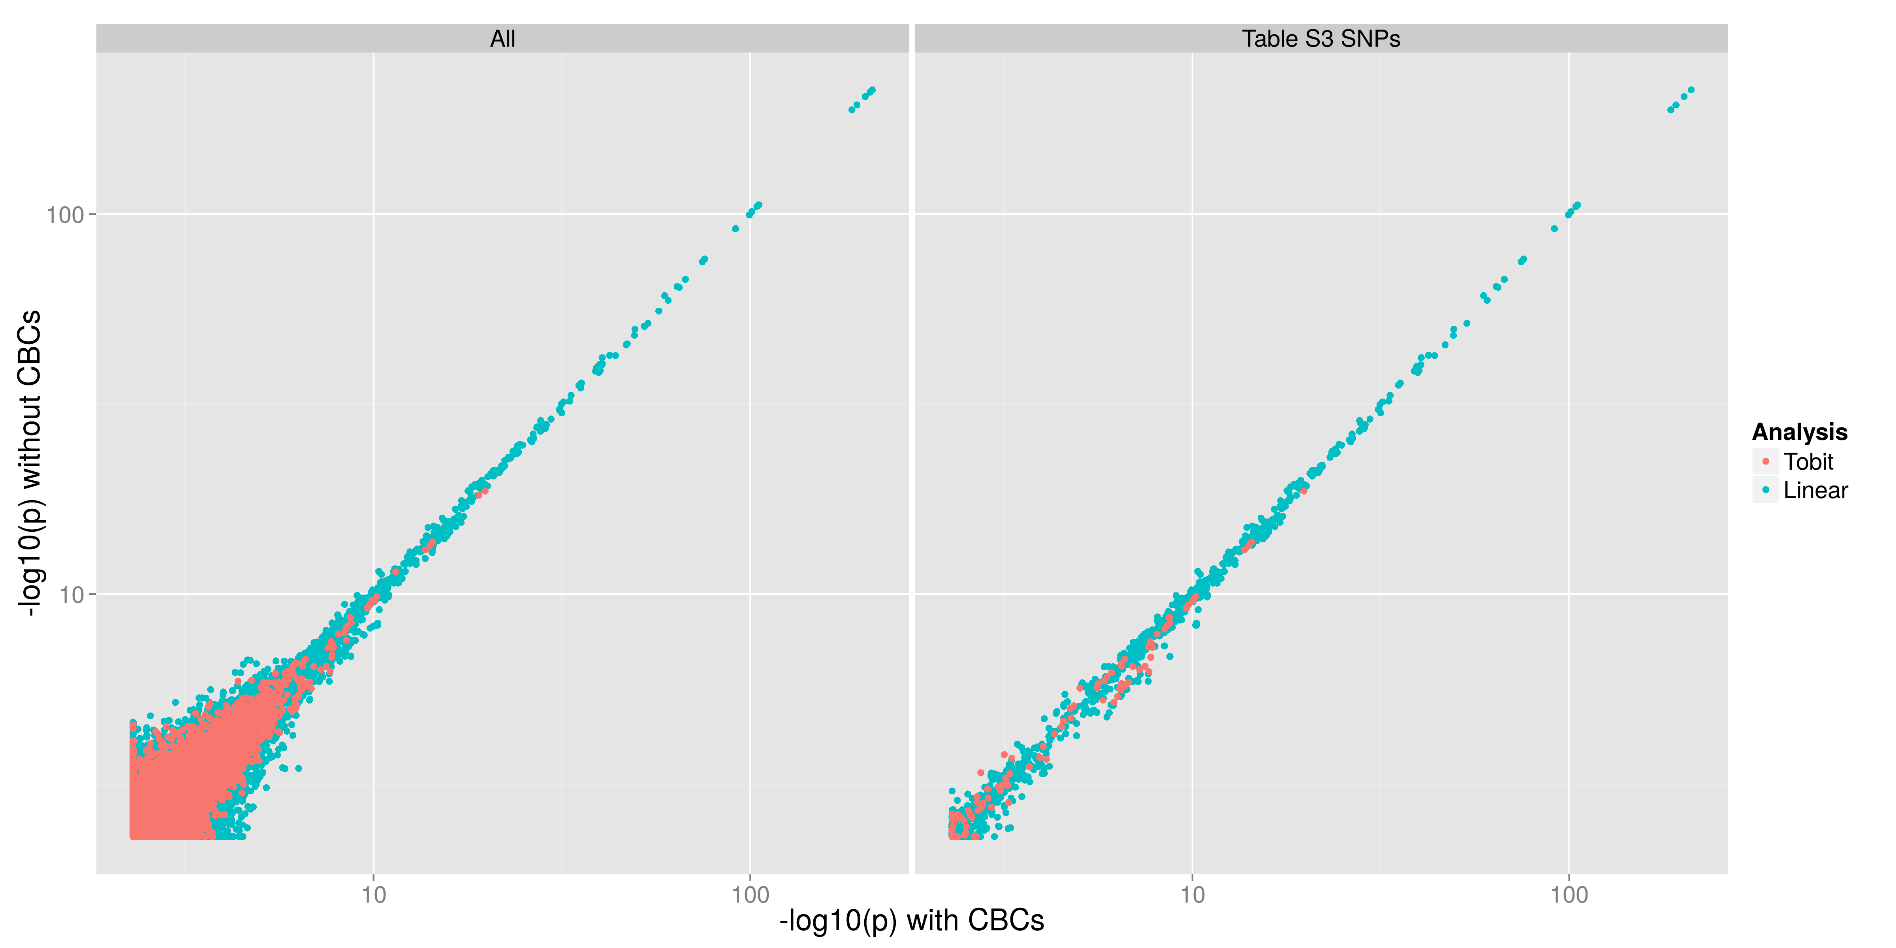 All
Table S3 SNPs
-log10(p) without CBCs
100
10
10
100
10
100
-log10(p) with CBCs
Analysis
Tobit
Linear